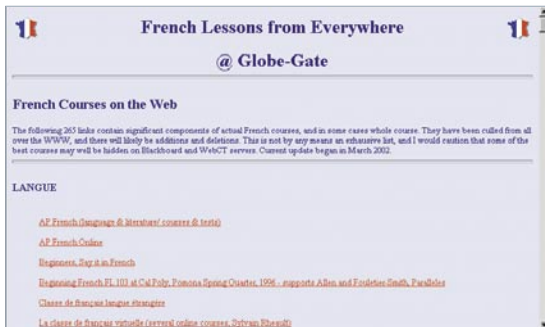 French Lessons from Everywhere
@ Globe-Gate
French Courses on the Web
The following 265 links contain significant components of actual French courses, and in some cases whole course. They have been culled from all
over the WWW, and there will likely be additions and deletions. This is not by any means an exhaustive list, and I would caution that some of the
best courses may well be hidden on Blackboard and WebCT servers. Current update began in March 2002.
LANGUE
AP French (language & literature/ courses & tests)
AP French Online
Beginners, Say it in French
Beginning French FL 103 at Cal Poly, Pomona Spring Quarter, 1996 - supports Allen and Fouletier-Smith, Parallèles
Classe de français langue étrangère
La classe de français virtuelle (several online courses, Sylvain Rheault)